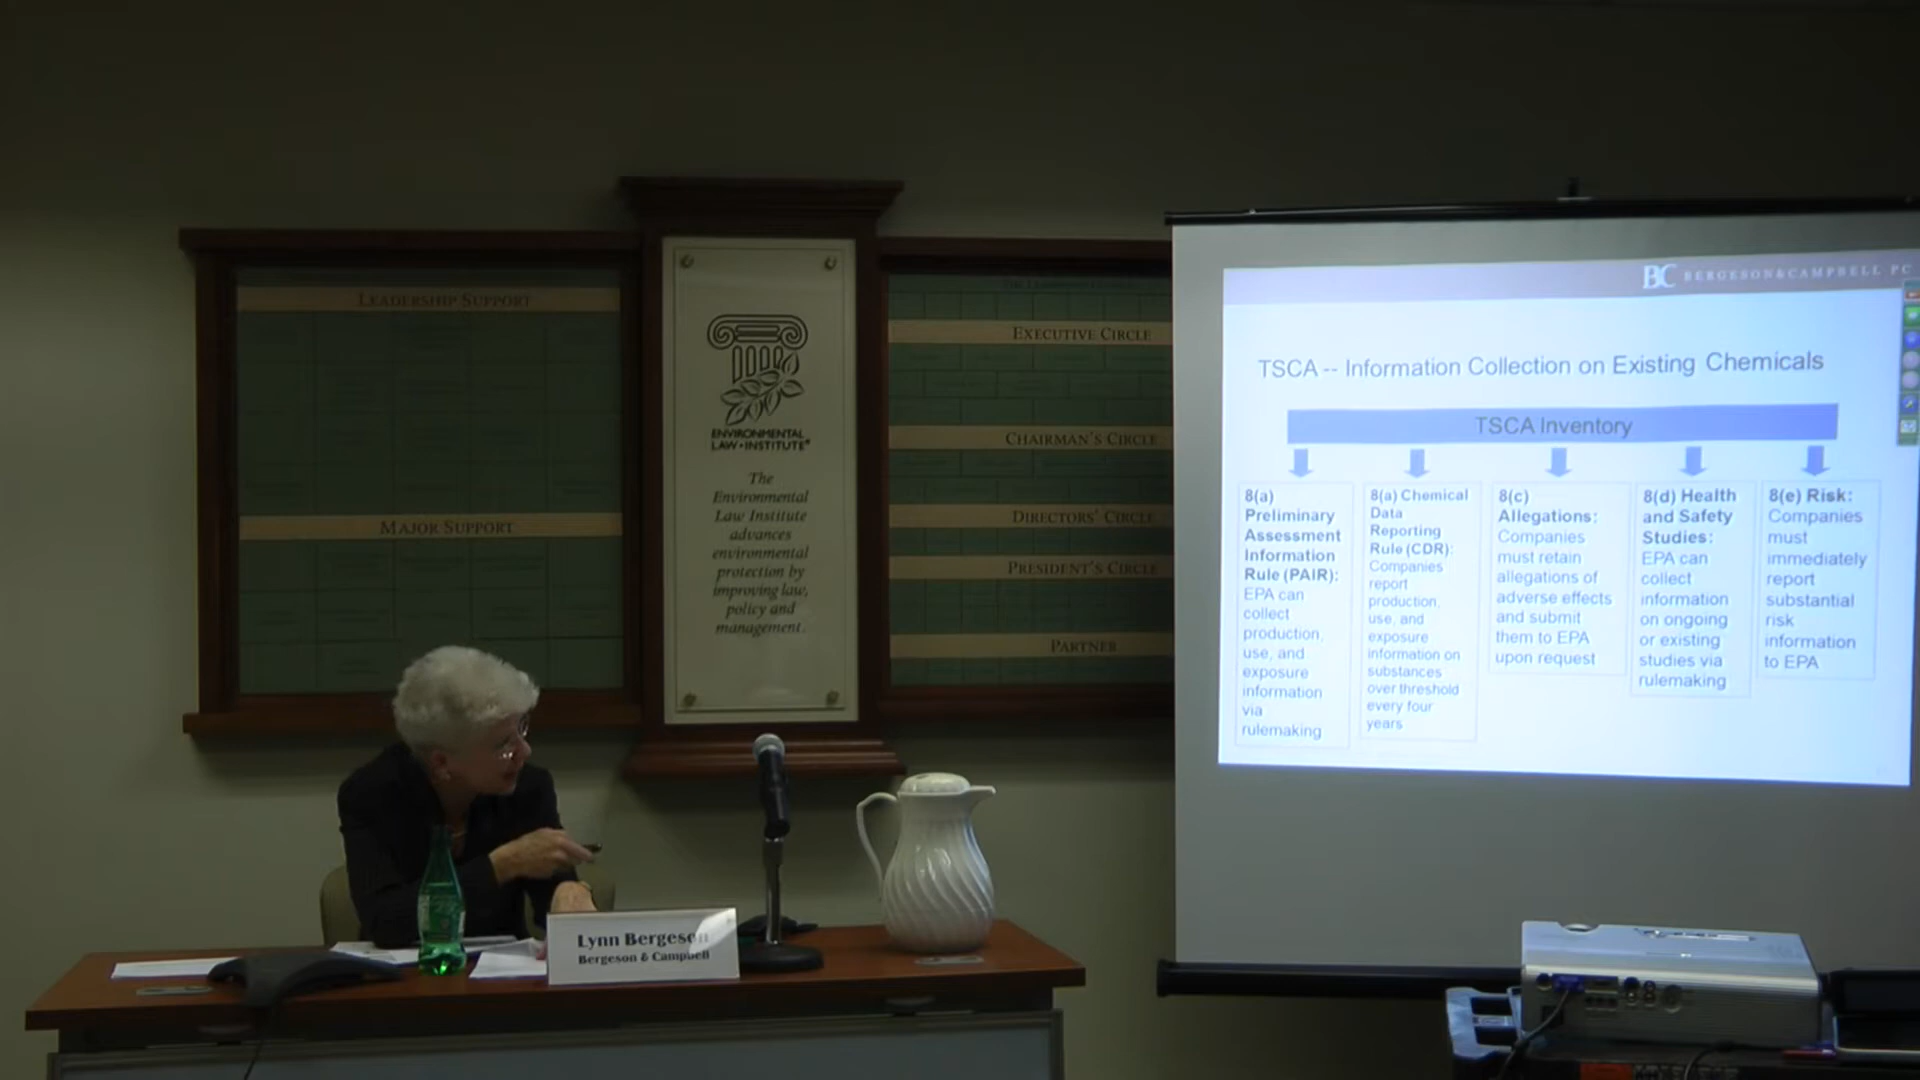 LEADERSHIP SUPPORT
MAJOR SUPPORT
ENVIRONMENTAL
LAW•INSTITUTE®
The
Environmental
Law Institute
advances
environmental
protection by
improving law,
policy and
management.
EXECUTIVE CIRCLE
CHAIRMAN'S CIRCLE
DIRECTORS' CIRCLE
PRESIDENT'S CIRCLE
PARTNER
BC BERGESON&CAMPBELL PC
TSCA -- Information Collection on Existing Chemicals
TSCA Inventory
8(a)
Preliminary
Assessment
Information
Rule (PAIR):
EPA can
collect
production,
use, and
exposure
information
via
rulemaking
8(a) Chemical
Data
Reporting
Rule (CDR):
Companies
report
production,
use, and
exposure
information on
substances
over threshold
every four
years
8(c)
Allegations:
Companies
must retain
allegations of
adverse effects
and submit
them to EPA
upon request
8(d) Health
and Safety
Studies:
EPA can
collect
information
on ongoing
or existing
studies via
rulemaking
8(e) Risk:
Companies
must
immediately
report
substantial
risk
information
to EPA
Lynn Bergeson
Bergeson & Campbell